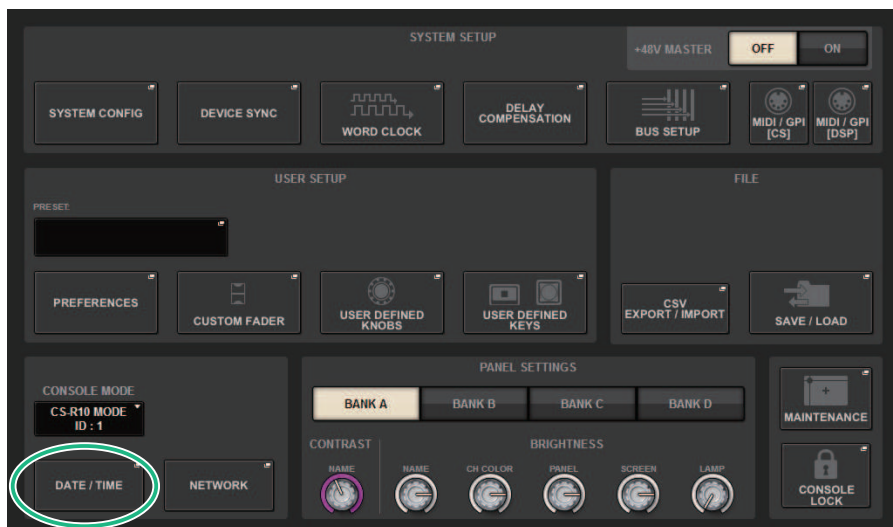 SYSTEM SETUP
+48V MASTER
OFF
ON
SYSTEM CONFIG
DEVICE SYNC
WORD CLOCK
DELAY
COMPENSATION
BUS SETUP
MIDI / GPI
[CS]
MIDI / GPI
[DSP]
USER SETUP
PRESET
PREFERENCES
CUSTOM FADER
USER DEFINED
KNOBS
USER DEFINED
KEYS
FILE
CSV
EXPORT / IMPORT
SAVE / LOAD
CONSOLE MODE
CS-R10 MODE
ID : 1
DATE / TIME
NETWORK
PANEL SETTINGS
BANK A
BANK B
BANK C
BANK D
CONTRAST
BRIGHTNESS
NAME
NAME
CH COLOR
PANEL
SCREEN
LAMP
MAINTENANCE
CONSOLE
LOCK